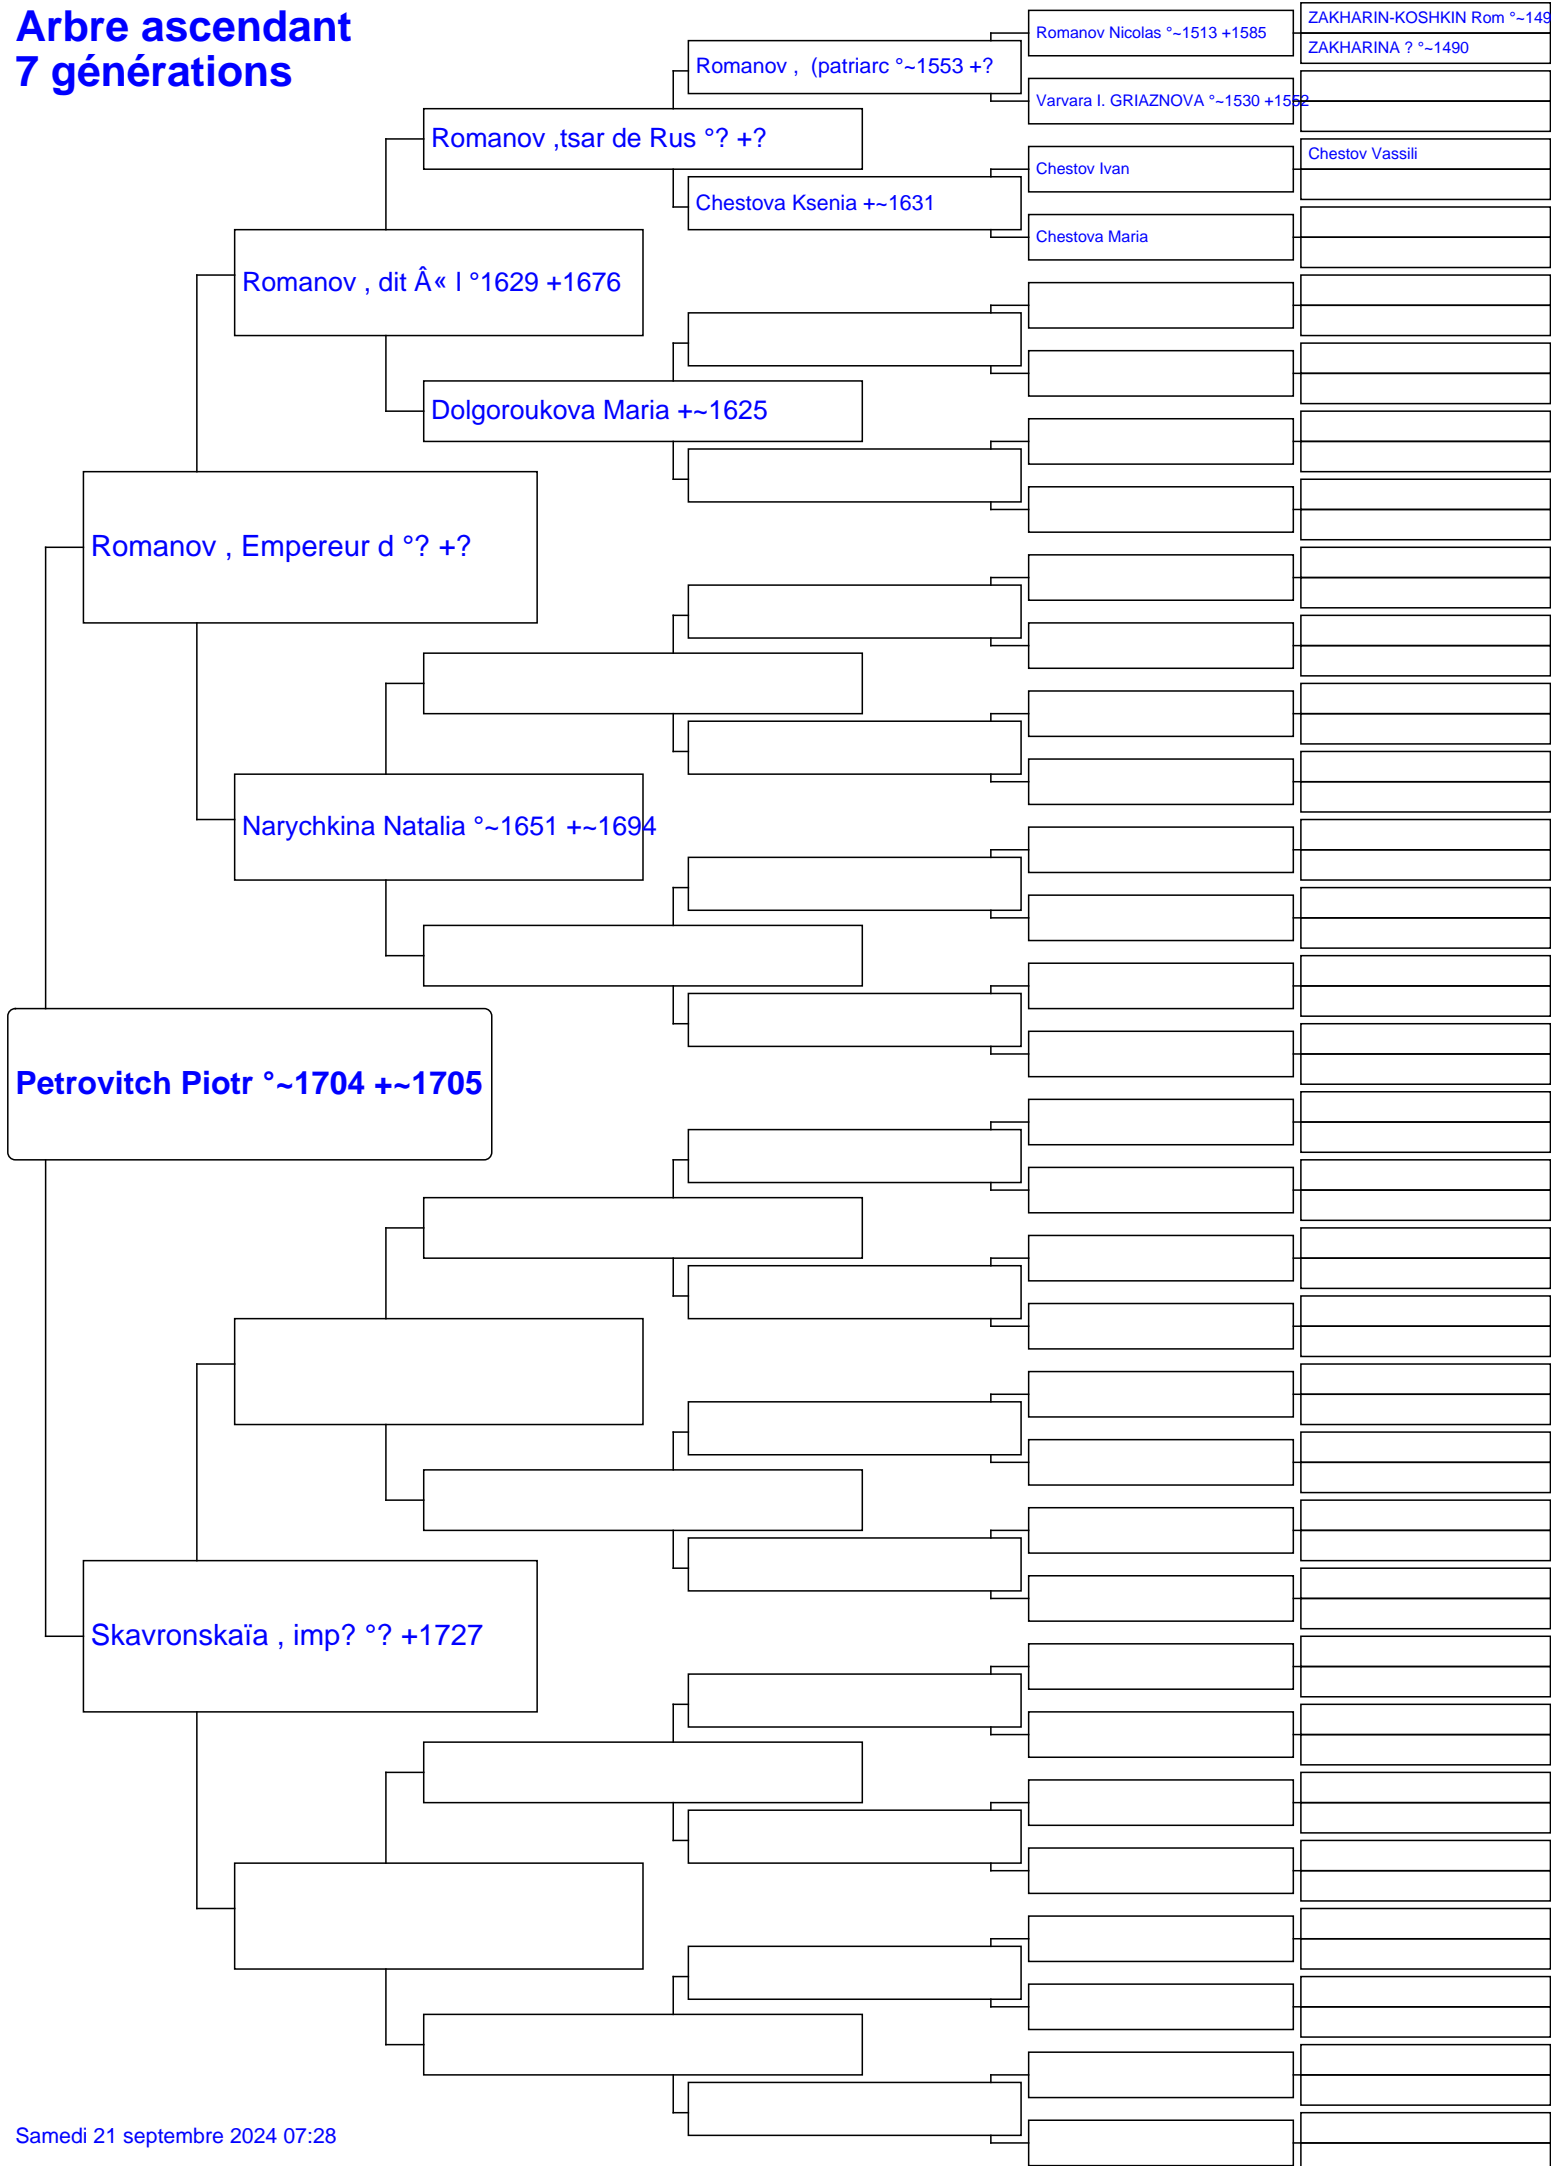 Arbre ascendant
7 générations
ZAKHARIN-KOSHKIN Rom °~149
Romanov Nicolas °~1513 +1585
ZAKHARINA ? °~1490
Romanov , (patriarc °~1553 +?
Varvara I. GRIAZNOVA °~1530 +1552
Romanov ,tsar de Rus °? +?
Chestov Vassili
Chestov Ivan
Chestova Ksenia +~1631
Chestova Maria
Romanov , dit Â« l °1629 +1676
Dolgoroukova Maria +~1625
Romanov , Empereur d °? +?
Narychkina Natalia °~1651 +~1694
Petrovitch Piotr °~1704 +~1705
Skavronskaïa , imp? °? +1727
Samedi 21 septembre 2024 07:28